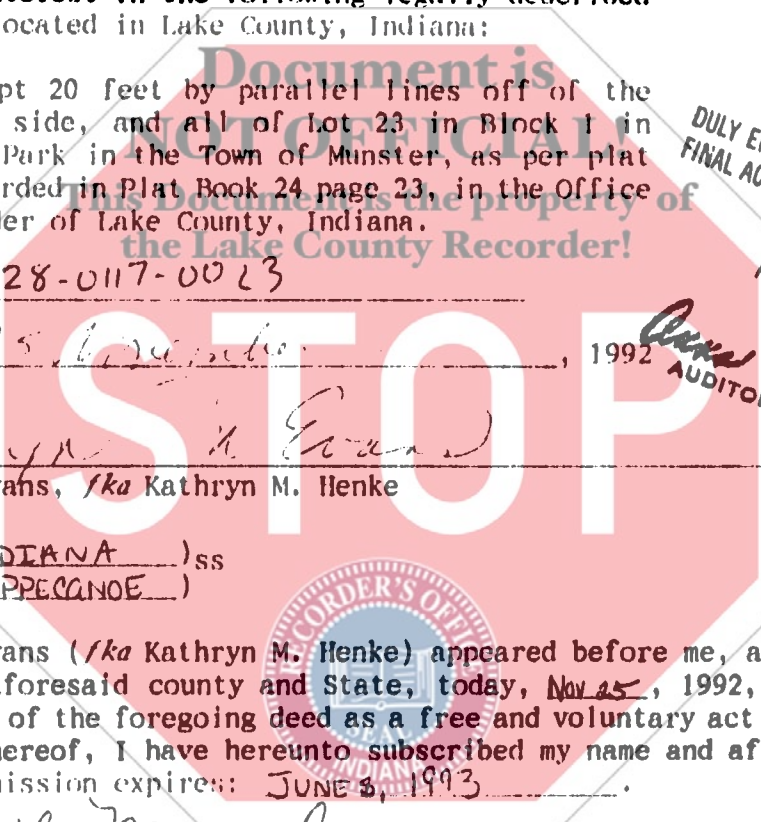 in the following legally described
ocated in Lake County, Indiana:
Document is
pt 20 feet by parallel lines off of the
side, and all of Lot 23 in Block 1 in
NOT OFFICIAL!
DULY E
FINAL AC
Park in the Town of Munster, as per plat
rded in Plat Book 24 page 23, in the Office
This Document is the property of
er of Lake County, Indiana.
the Lake County Recorder!
28-0117-0023
, 1992
AUDITO
STOP
ans, fka Kathryn M. Henke
DIANA )ss
PPECANOE )
RECORDER'S OFFICE
ans (fka Kathryn M. Henke) appeared before me, a
foresaid county and State, today, Nov 25, 1992,
of the foregoing deed as a free and voluntary act
SEAL
hereof, I have hereunto subscribed my name and af
INDIANA
ission expires: JUNE 8, 1993.